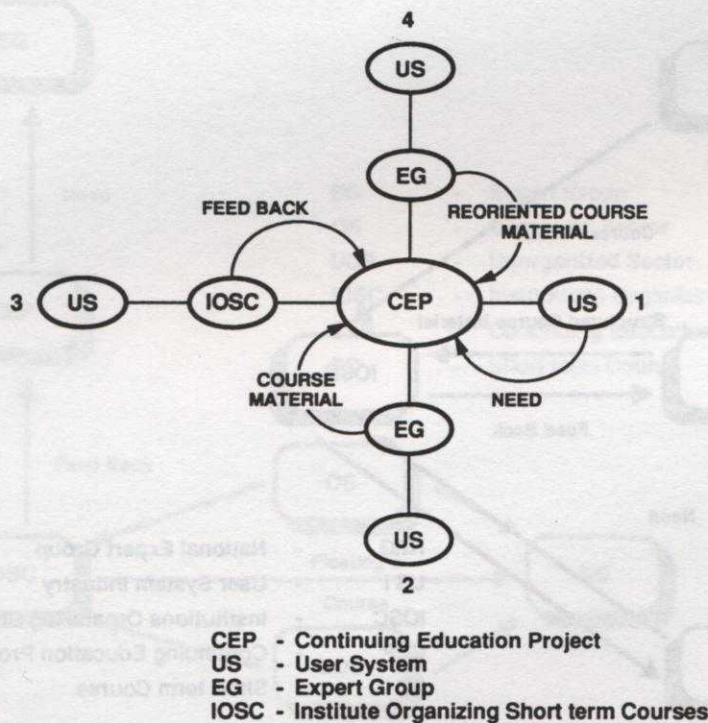 4
US
EG
FEED BACK
REORIENTED COURSE
MATERIAL
3
US
IOSC
CEP
US
1
COURSE
MATERIAL
NEED
EG
US
2
CEP - Continuing Education Project
US - User System
EG - Expert Group
IOSC - Institute Organizing Short term Courses